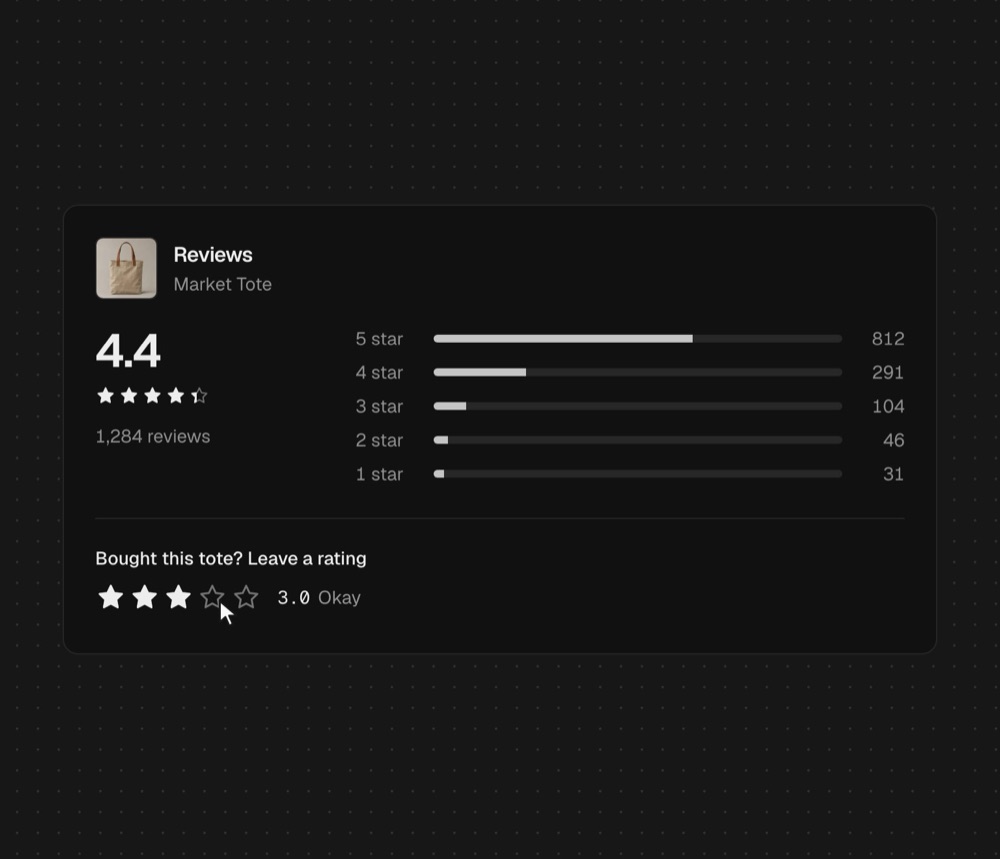 Reviews
Market Tote
4.4
1,284 reviews
5 star 812
4 star 291
3 star 104
2 star 46
1 star 31
Bought this tote? Leave a rating
3.0 Okay